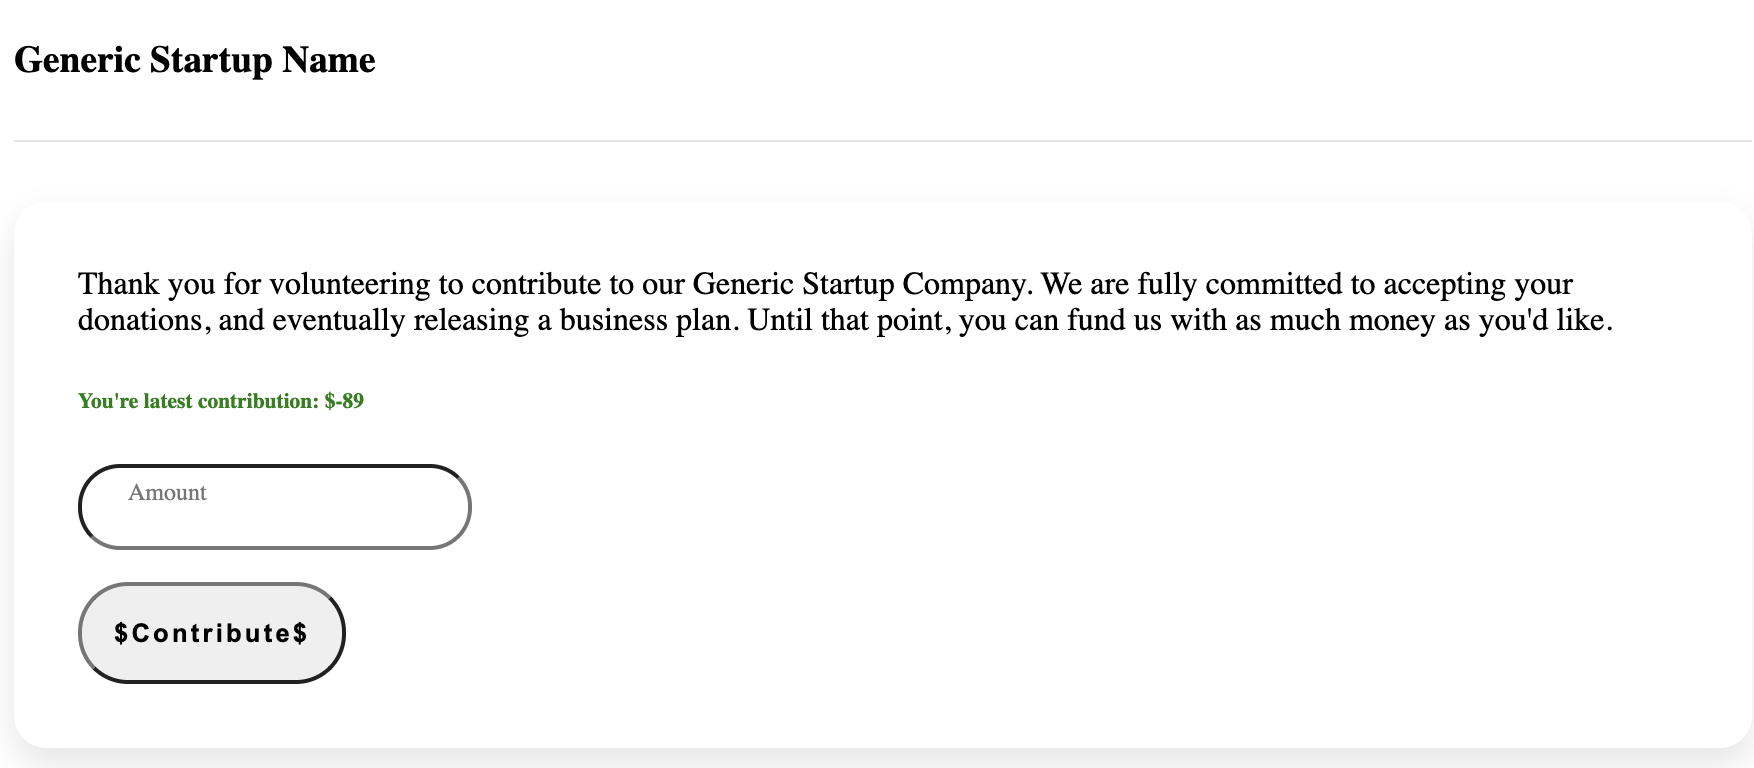 Generic Startup Name
Thank you for volunteering to contribute to our Generic Startup Company. We are fully committed to accepting your
donations, and eventually releasing a business plan. Until that point, you can fund us with as much money as you'd like.
You're latest contribution: $-89
Amount
$Contribute$